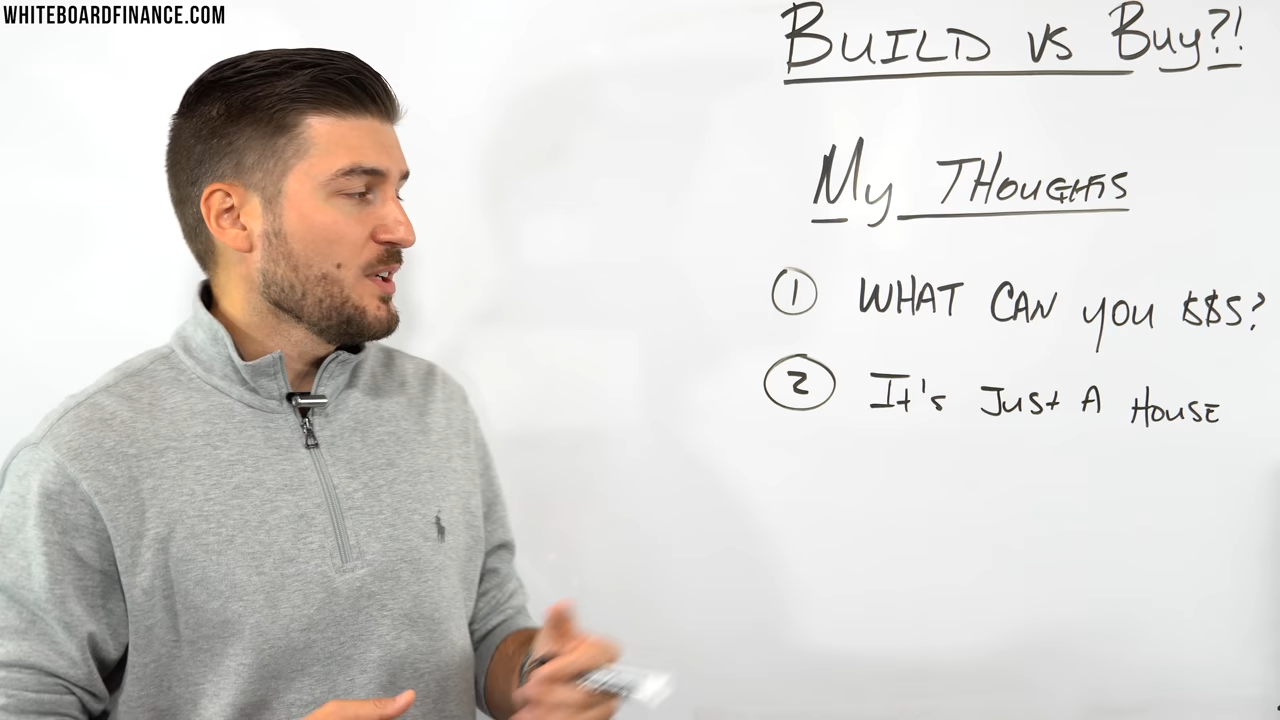 WHITEBOARDFINANCE.COM
BUILD vs Buy?!
My THOUGHTS
1 WHAT CAN you $$$?
2 It's Just A House